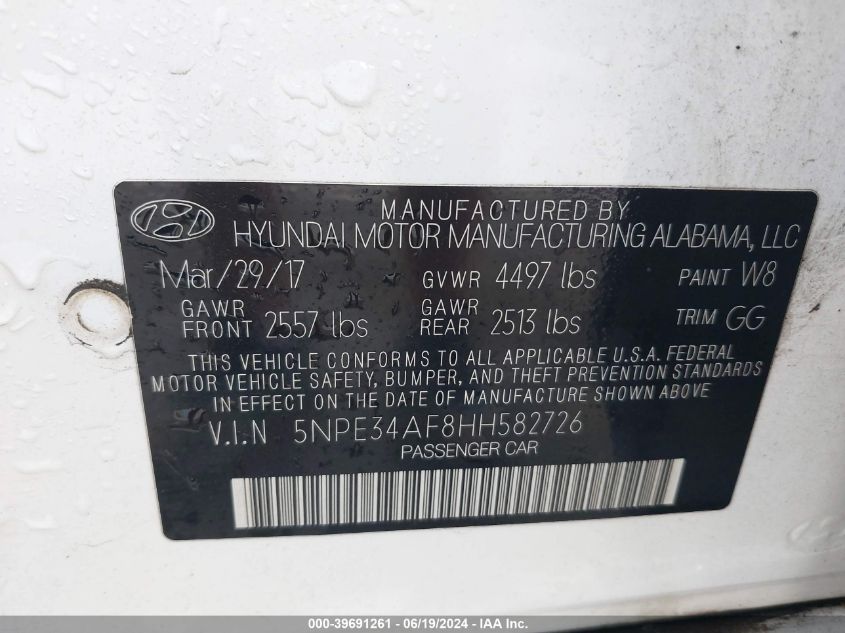 MANUFACTURED BY
HYUNDAI MOTOR MANUFACTURING ALABAMA, LLC
Mar/29/17 GVWR 4497 lbs PAINT W8
GAWR FRONT 2557 lbs GAWR REAR 2513 lbs TRIM GG
THIS VEHICLE CONFORMS TO ALL APPLICABLE U.S.A. FEDERAL
MOTOR VEHICLE SAFETY, BUMPER, AND THEFT PREVENTION STANDARDS
IN EFFECT ON THE DATE OF MANUFACTURE SHOWN ABOVE.
V.I.N 5NPE34AF8HH582726
PASSENGER CAR
000-39691261 - 06/19/2024 - IAA Inc.